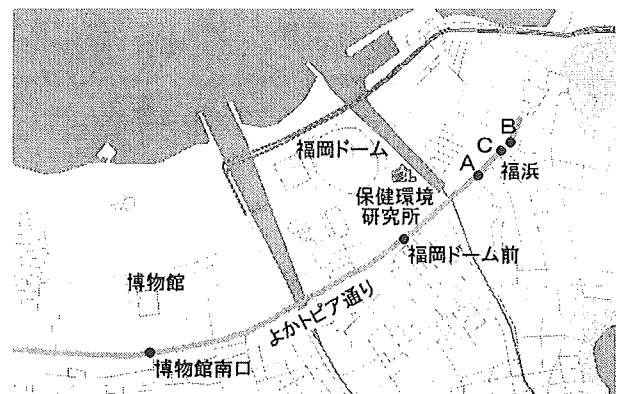 福岡ドーム
B
C
A
福浜
保健環境
研究所
福岡ドーム前
博物館
よかトピア通り
博物館南口